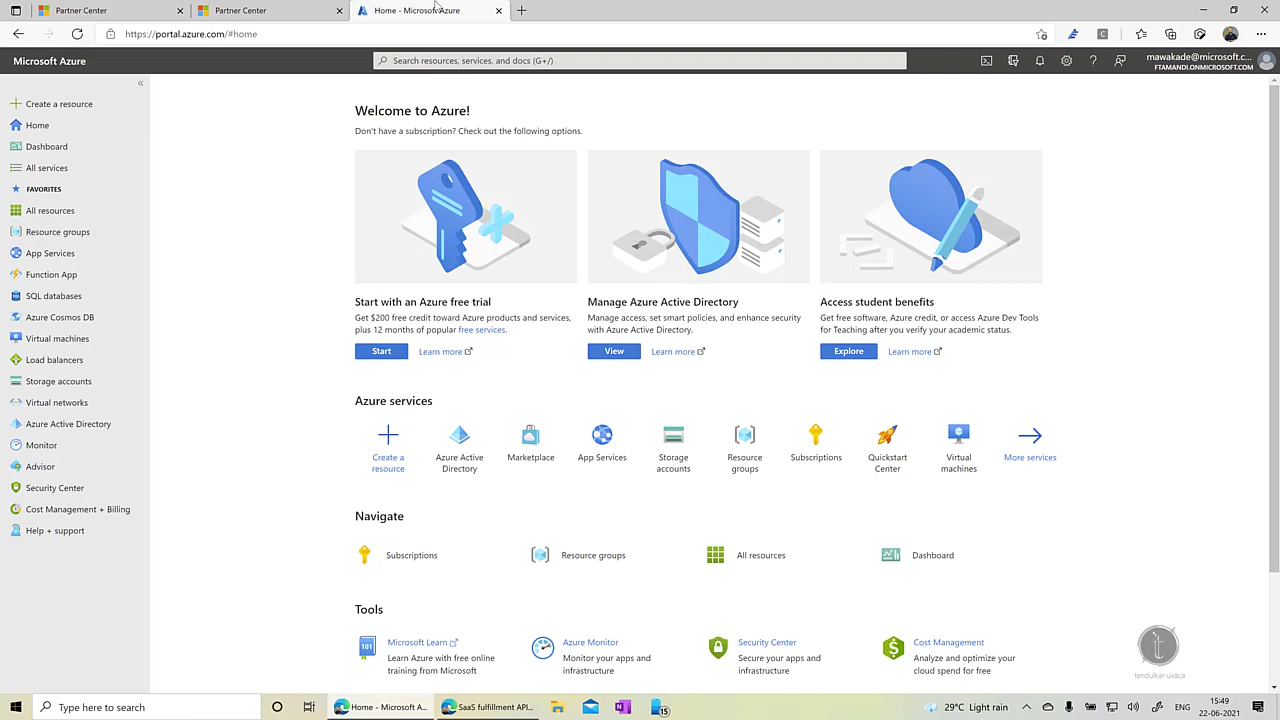 Partner Center
Partner Center
Home - Microsoft Azure
https://portal.azure.com/#home
Microsoft Azure
Search resources, services, and docs (G+/)
mawakade@microsoft.c...
FTAMANDI.ONMICROSOFT.COM
Create a resource
Home
Dashboard
All services
FAVORITES
All resources
Resource groups
App Services
Function App
SQL databases
Azure Cosmos DB
Virtual machines
Load balancers
Storage accounts
Virtual networks
Azure Active Directory
Monitor
Advisor
Security Center
Cost Management + Billing
Help + support
Welcome to Azure!
Don't have a subscription? Check out the following options.
Start with an Azure free trial
Get $200 free credit toward Azure products and services,
plus 12 months of popular free services.
Start
Learn more
Manage Azure Active Directory
Manage access, set smart policies, and enhance security
with Azure Active Directory.
View
Learn more
Access student benefits
Get free software, Azure credit, or access Azure Dev Tools
for Teaching after you verify your academic status.
Explore
Learn more
Azure services
Create a
resource
Azure Active
Directory
Marketplace
App Services
Storage
accounts
Resource
groups
Subscriptions
Quickstart
Center
Virtual
machines
More services
Navigate
Subscriptions
Resource groups
All resources
Dashboard
Tools
101
Microsoft Learn
Learn Azure with free online
training from Microsoft
Azure Monitor
Monitor your apps and
infrastructure
Security Center
Secure your apps and
infrastructure
Cost Management
Analyze and optimize your
cloud spend for free
tendulkar-uvāca
Type here to search
Home - Microsoft A...
SaaS fulfillment API...
15
29°C Light rain
ENG
15:49
22-06-2021